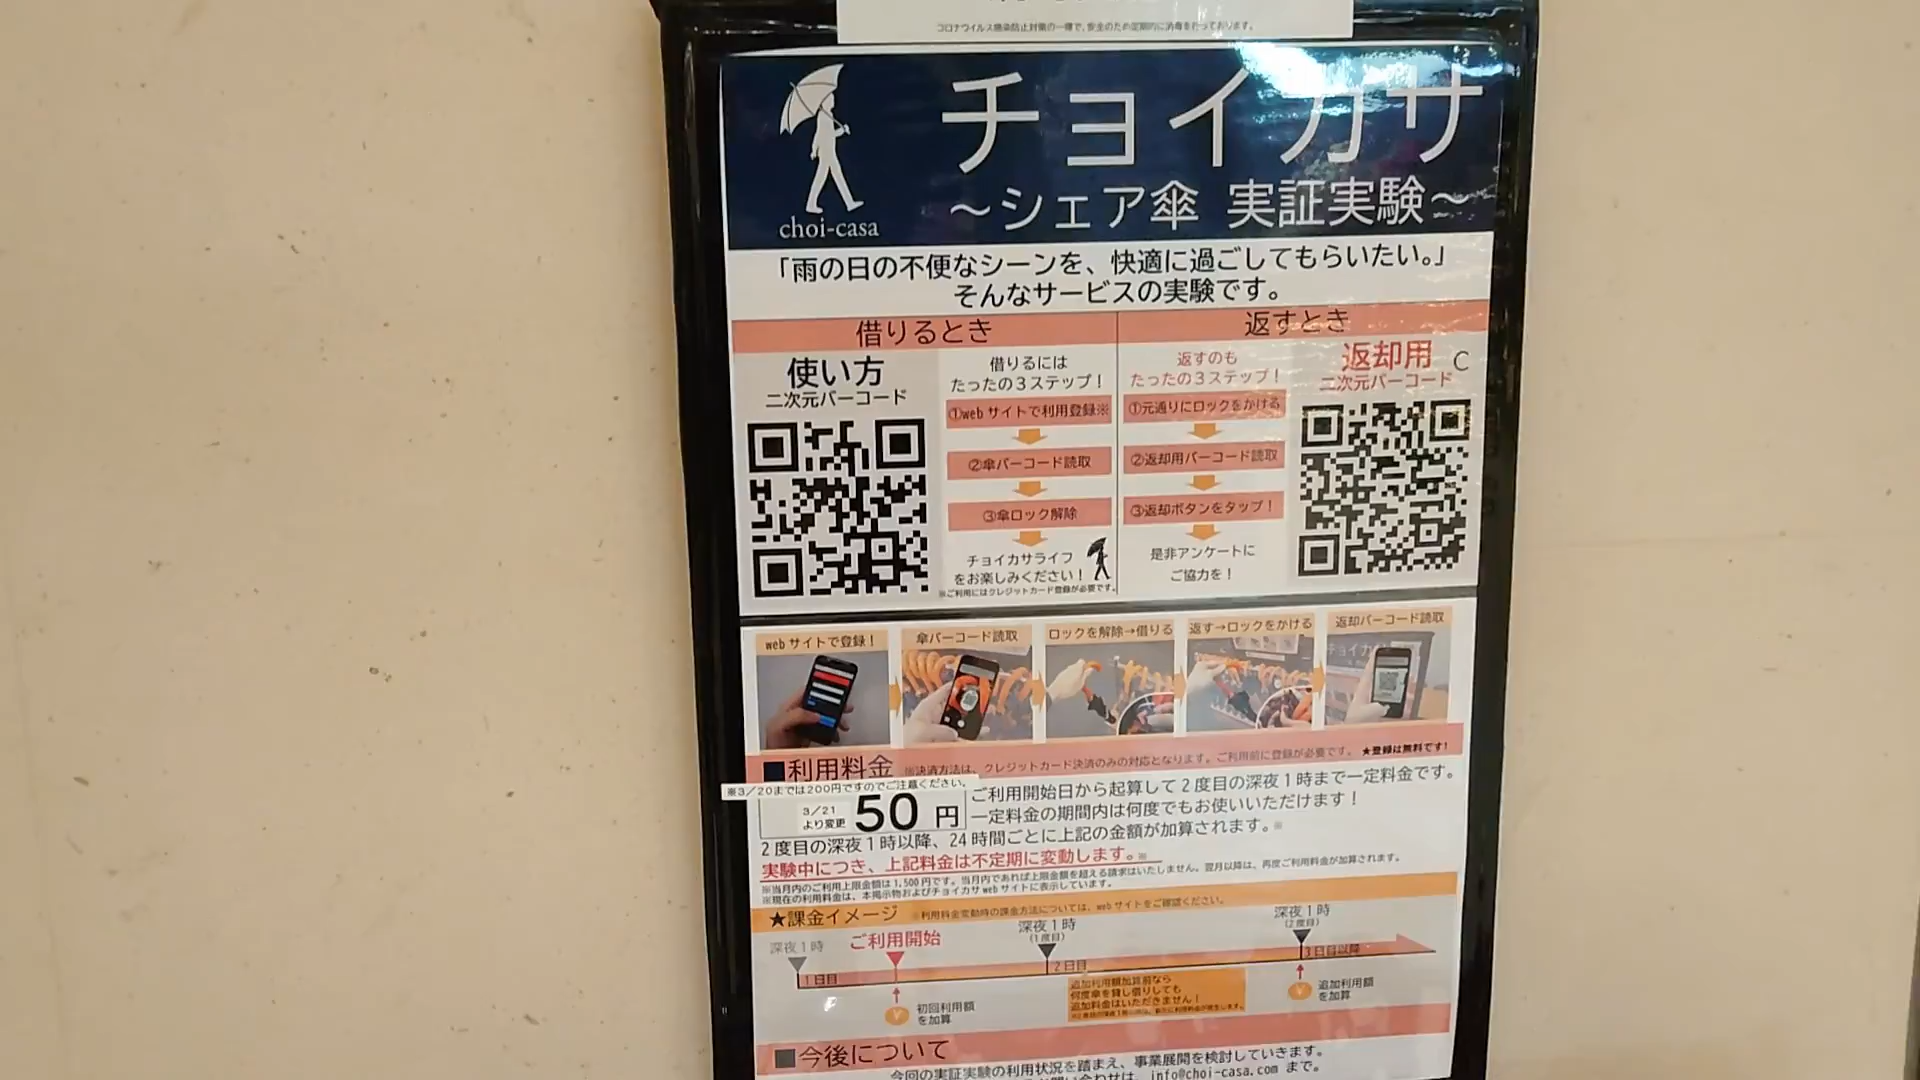 コロナウイルス感染防止対策の一環で、安全のため定期的に消毒を行っております。
チョイカサ
～シェア傘 実証実験～
choi-casa
「雨の日の不便なシーンを、快適に過ごしてもらいたい。」
そんなサービスの実験です。
借りるとき
使い方
二次元バーコード
借りるには
たったの3ステップ！
①webサイトで利用登録※
②傘バーコード読取
③傘ロック解除
チョイカサライフ
をお楽しみください！
※ご利用にはクレジットカード登録が必要です。
返すとき
返すのも
たったの3ステップ！
①元通りにロックをかける
②返却用バーコード読取
③返却ボタンをタップ！
是非アンケートに
ご協力を！
返却用 C
二次元バーコード
webサイトで登録！
傘バーコード読取
ロックを解除→借りる
返す→ロックをかける
返却バーコード読取
■利用料金 ※決済方法は、クレジットカード決済のみの対応となります。ご利用前に登録が必要です。 ★登録は無料です!
※3／20までは200円ですのでご注意ください。
3／21
より変更
50円
ご利用開始日から起算して2度目の深夜1時まで一定料金です。
一定料金の期間内は何度でもお使いいただけます！
2度目の深夜1時以降、24時間ごとに上記の金額が加算されます。※
実験中につき、上記料金は不定期に変動します。※
※当月内のご利用上限金額は1,500円です。当月内であれば上限金額を超える請求はいたしません。翌月以降は、再度ご利用料金が加算されます。
※現在の利用料金は、本掲示物およびチョイカサwebサイトに表示しています。
★課金イメージ ※利用料金変動時の課金方法については、webサイトをご確認ください。
深夜1時
ご利用開始
深夜1時
(1度目)
深夜1時
(2度目)
1日目
2日目
3日目以降
初回利用額
を加算
追加利用額加算前なら
何度傘を貸し借りしても
追加料金はいただきません！
追加利用額
を加算
■今後について
今回の実証実験の利用状況を踏まえ、事業展開を検討していきます。
info@choi-casa.com まで。